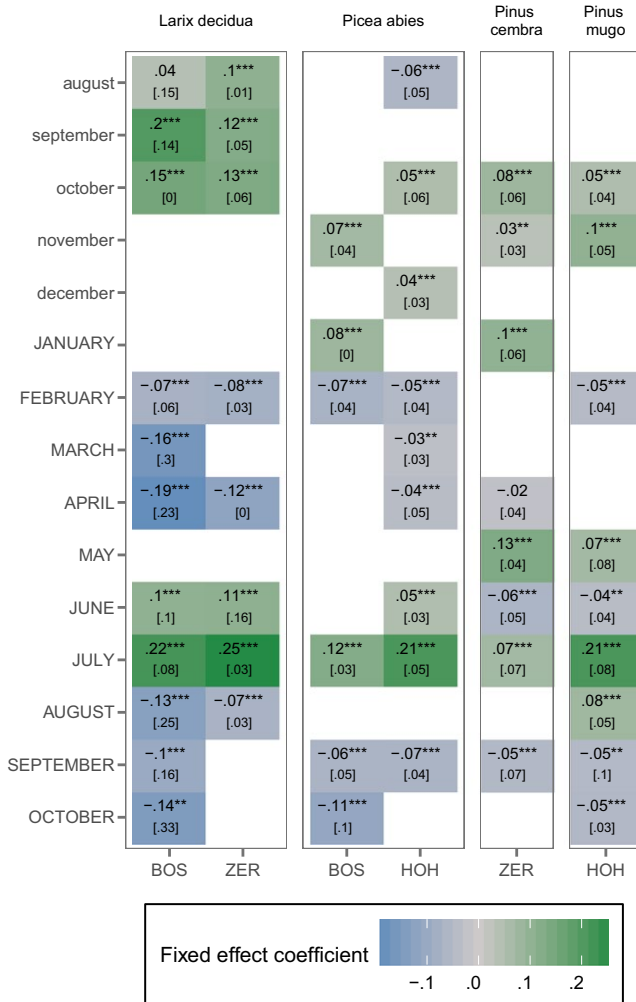 Larix decidua Picea abies Pinus cembra Pinus mugo
august .04 .1*** −.06***
[.15] [.01] [.05]
september .2*** .12***
[.14] [.05]
october .15*** .13*** .05*** .08*** .05***
[0] [.06] [.06] [.06] [.04]
november .07*** .03** .1***
[.04] [.03] [.05]
december .04***
[.03]
JANUARY .08*** .1***
[0] [.06]
FEBRUARY −.07*** −.08*** −.07*** −.05*** −.05***
[.06] [.03] [.04] [.04] [.04]
MARCH −.16*** −.03**
[.3] [.03]
APRIL −.19*** −.12*** −.04*** −.02
[.23] [0] [.05] [.04]
MAY .13*** .07***
[.04] [.08]
JUNE .1*** .11*** .05*** −.06*** −.04**
[.1] [.16] [.03] [.05] [.04]
JULY .22*** .25*** .12*** .21*** .07*** .21***
[.08] [.03] [.03] [.05] [.07] [.08]
AUGUST −.13*** −.07*** .08***
[.25] [.03] [.05]
SEPTEMBER −.1*** −.06*** −.07*** −.05*** −.05**
[.16] [.05] [.04] [.07] [.1]
OCTOBER −.14** −.11*** −.05***
[.33] [.1] [.03]
BOS ZER BOS HOH ZER HOH
Fixed effect coefficient
−.1 .0 .1 .2